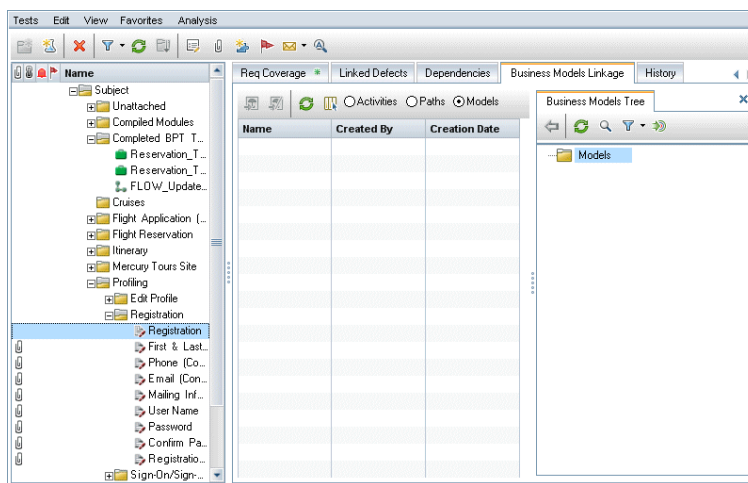 Tests Edit View Favorites Analysis
Name
Subject
Unattached
Compiled Modules
Completed BPT T...
Reservation_T...
Reservation_T...
FLOW_Update...
Cruises
Flight Application (...
Flight Reservation
Itinerary
Mercury Tours Site
Profiling
Edit Profile
Registration
Registration
First & Last...
Phone (Co...
Email (Con...
Mailing Inf...
User Name
Password
Confirm Pa...
Registratio...
Sign-On/Sign-...
Req Coverage * Linked Defects Dependencies Business Models Linkage History
Activities Paths Models
Name Created By Creation Date
Business Models Tree
Models